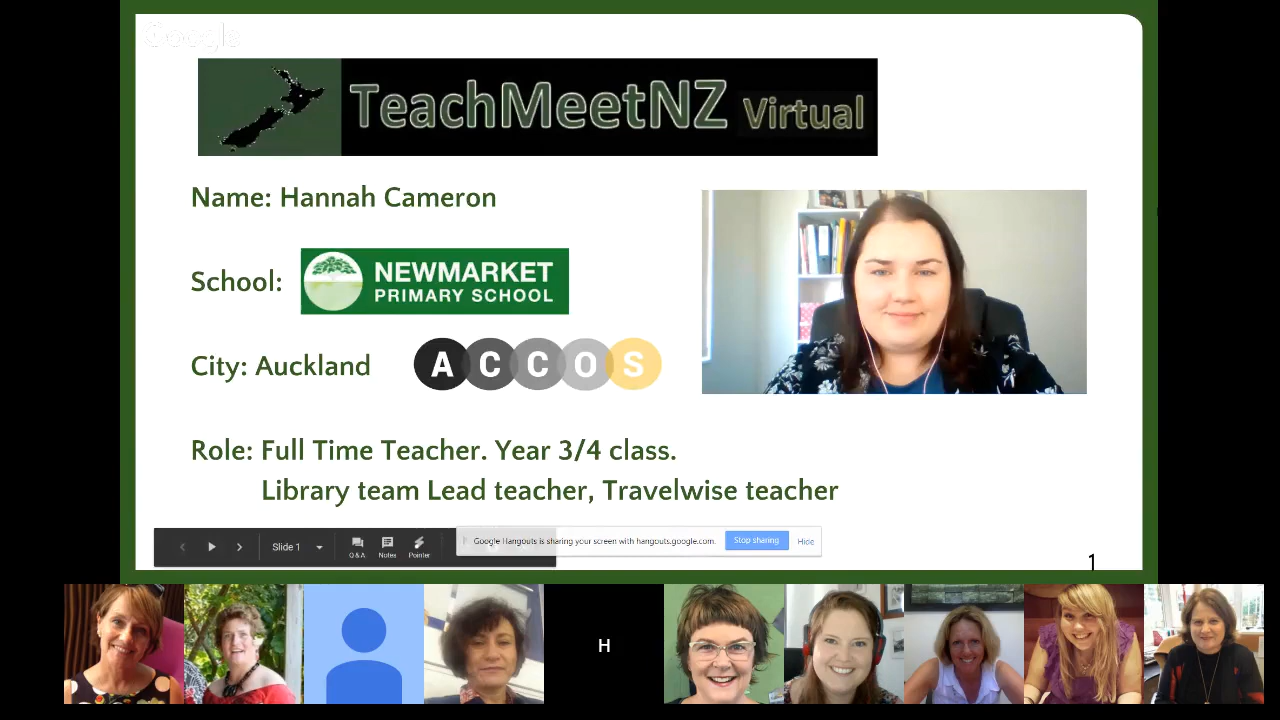 Google
TeachMeetNZ Virtual
Name: Hannah Cameron
School: NEWMARKET
PRIMARY SCHOOL
City: Auckland
ACCOS
Role: Full Time Teacher. Year 3/4 class.
Library team Lead teacher, Travelwise teacher
Slide 1
Q & A
Notes
Pointer
Google Hangouts is sharing your screen with hangouts.google.com.
Stop sharing
Hide
1
H